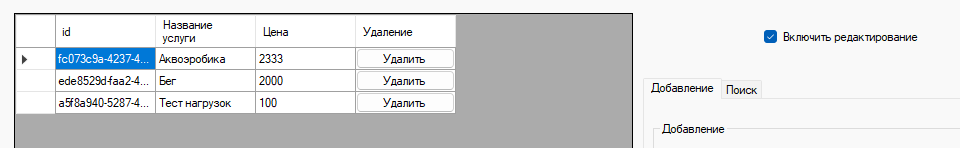 id Название услуги Цена Удаление
fc073c9a-4237-4... Аквоэробика 2333 Удалить
ede8529d-faa2-4... Бег 2000 Удалить
a5f8a940-5287-4... Тест нагрузок 100 Удалить
Включить редактирование
Добавление Поиск
Добавление